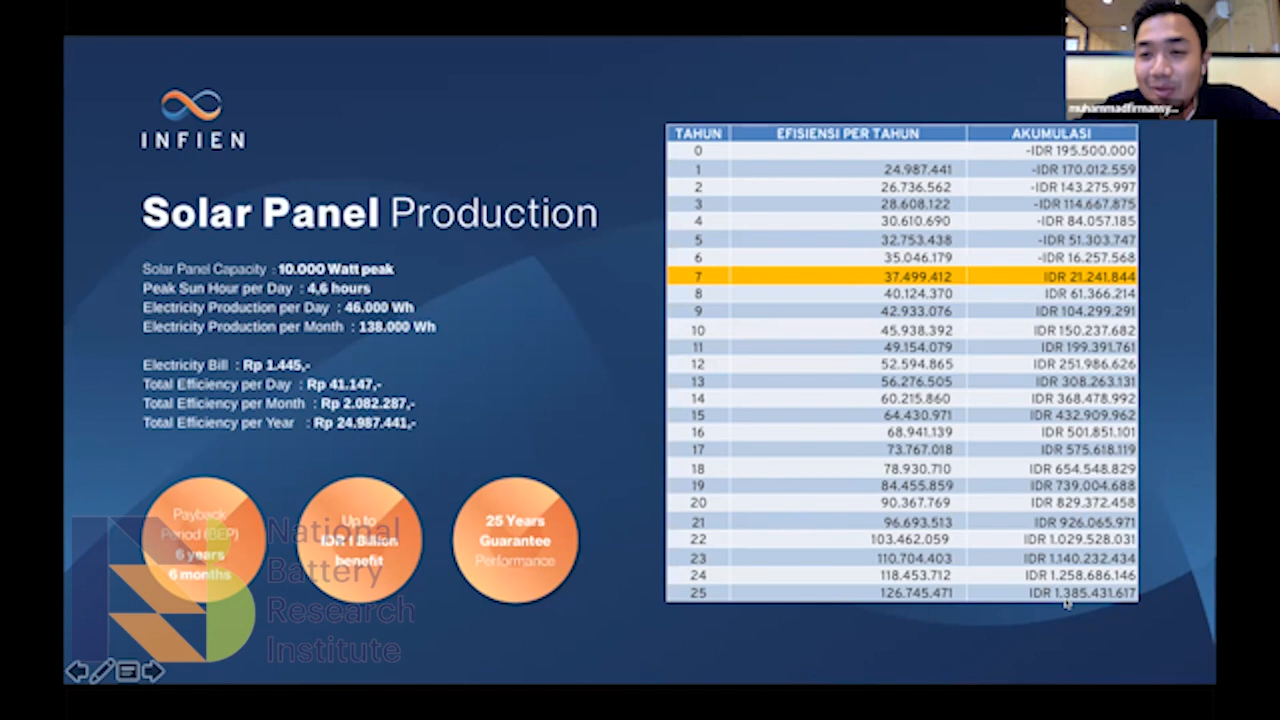 muhammadfirmansy...
INFIEN
Solar Panel Production
Solar Panel Capacity : 10.000 Watt peak
Peak Sun Hour per Day : 4,6 hours
Electricity Production per Day : 46.000 Wh
Electricity Production per Month : 138.000 Wh
Electricity Bill : Rp 1.445,-
Total Efficiency per Day : Rp 41.147,-
Total Efficiency per Month : Rp 2.082.287,-
Total Efficiency per Year : Rp 24.987.441,-
Payback
Period (BEP)
6 years
6 months
Up to
IDR 1 Billion
benefit
25 Years
Guarantee
Performance
National
Battery
Research
Institute
TAHUN EFISIENSI PER TAHUN AKUMULASI
0 -IDR 195.500.000
1 24.987.441 -IDR 170.012.559
2 26.736.562 -IDR 143.275.997
3 28.608.122 -IDR 114.667.875
4 30.610.690 -IDR 84.057.185
5 32.753.438 -IDR 51.303.747
6 35.046.179 -IDR 16.257.568
7 37.499.412 IDR 21.241.844
8 40.124.370 IDR 61.366.214
9 42.933.076 IDR 104.299.291
10 45.938.392 IDR 150.237.682
11 49.154.079 IDR 199.391.761
12 52.594.865 IDR 251.986.626
13 56.276.505 IDR 308.263.131
14 60.215.860 IDR 368.478.992
15 64.430.971 IDR 432.909.962
16 68.941.139 IDR 501.851.101
17 73.767.018 IDR 575.618.119
18 78.930.710 IDR 654.548.829
19 84.455.859 IDR 739.004.688
20 90.367.769 IDR 829.372.458
21 96.693.513 IDR 926.065.971
22 103.462.059 IDR 1.029.528.031
23 110.704.403 IDR 1.140.232.434
24 118.453.712 IDR 1.258.686.146
25 126.745.471 IDR 1.385.431.617